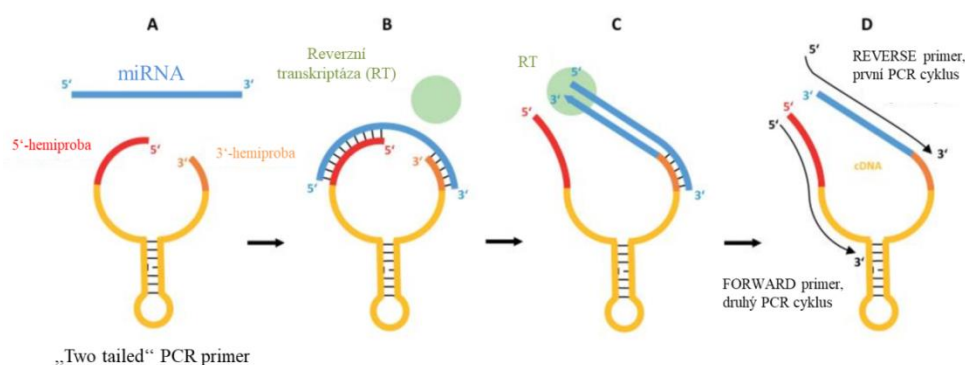 A
B
C
D
miRNA
5‘
3‘
5‘-hemiproba
5‘
3‘
3‘-hemiproba
„Two tailed“ PCR primer
Reverzní
transkriptáza (RT)
5‘
3‘
5‘
3‘
RT
5‘
3‘
5‘
3‘
5‘
REVERSE primer,
první PCR cyklus
3‘
5‘
5‘
3‘
cDNA
3‘
FORWARD primer,
druhý PCR cyklus